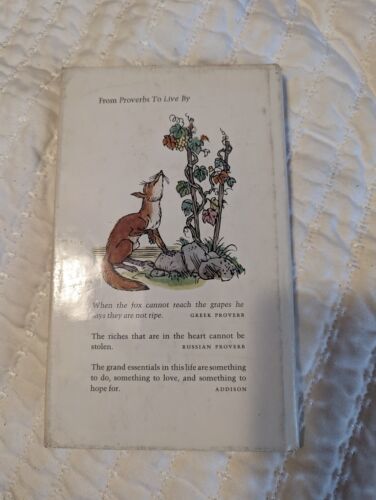 From Proverbs To Live By
When the fox cannot reach the grapes he
says they are not ripe. GREEK PROVERB
The riches that are in the heart cannot be
stolen. RUSSIAN PROVERB
The grand essentials in this life are something
to do, something to love, and something to
hope for. ADDISON